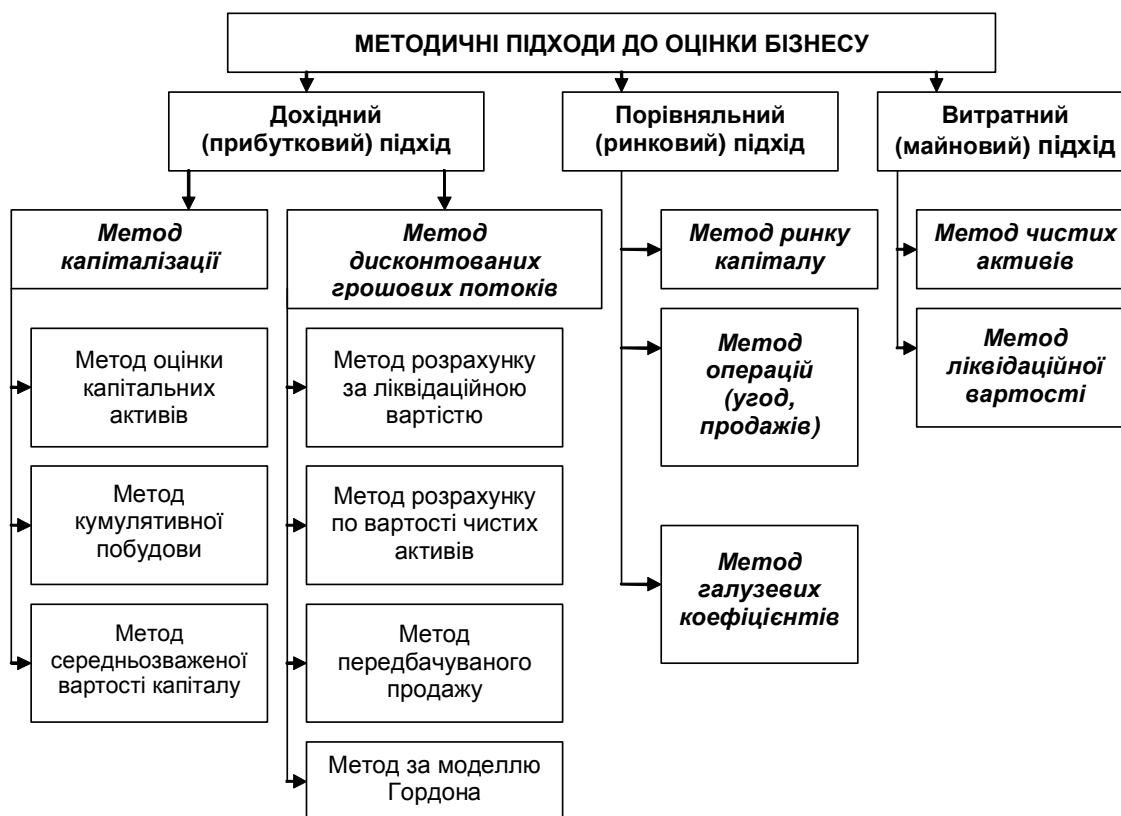 МЕТОДИЧНІ ПІДХОДИ ДО ОЦІНКИ БІЗНЕСУ
Дохідний
(прибутковий) підхід
Порівняльний
(ринковий) підхід
Витратний
(майновий) підхід
Метод
капіталізації
Метод
дисконтованих
грошових потоків
Метод ринку
капіталу
Метод чистих
активів
Метод оцінки
капітальних
активів
Метод розрахунку
за ліквідаційною
вартістю
Метод
операцій
(угод,
продажів)
Метод
ліквідаційної
вартості
Метод
кумулятивної
побудови
Метод розрахунку
по вартості чистих
активів
Метод
галузевих
коефіцієнтів
Метод
середньозваженої
вартості капіталу
Метод
передбачуваного
продажу
Метод за моделлю
Гордона